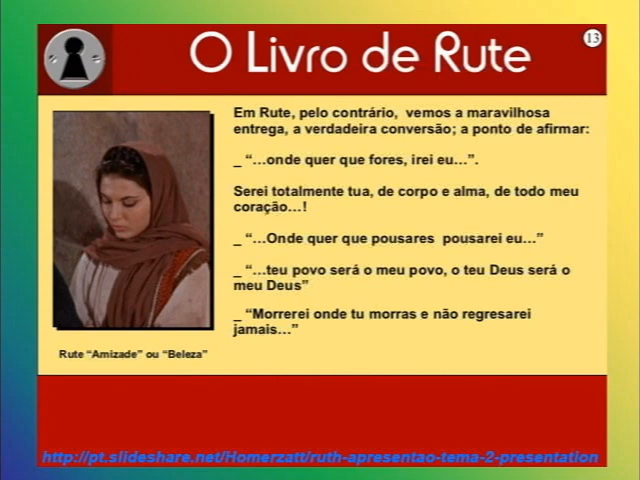 O Livro de Rute
13
Em Rute, pelo contrário, vemos a maravilhosa
entrega, a verdadeira conversão; a ponto de afirmar:
_ “…onde quer que fores, irei eu…”.
Serei totalmente tua, de corpo e alma, de todo meu
coração…!
_ “…Onde quer que pousares pousarei eu…”
_ “…teu povo será o meu povo, o teu Deus será o
meu Deus”
_ “Morrerei onde tu morras e não regresarei
jamais…”
Rute “Amizade” ou “Beleza”
http://pt.slideshare.net/Homerzatt/ruth-apresentao-tema-2-presentation